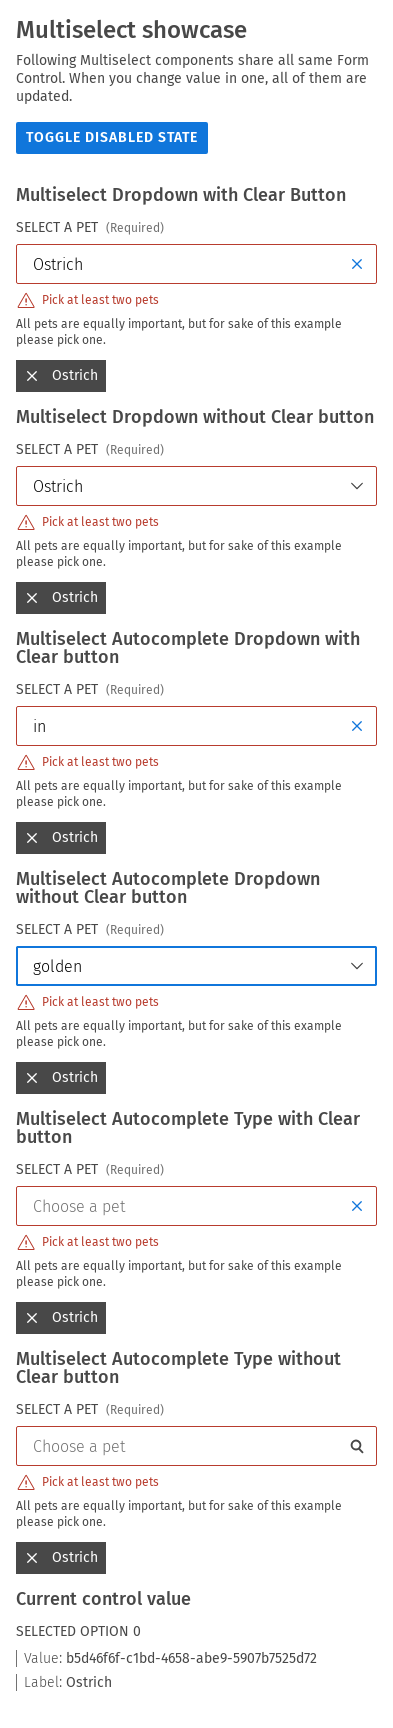 Multiselect showcase
Following Multiselect components share all same Form
Control. When you change value in one, all of them are
updated.
TOGGLE DISABLED STATE
Multiselect Dropdown with Clear Button
SELECT A PET (Required)
Ostrich
Pick at least two pets
All pets are equally important, but for sake of this example
please pick one.
Ostrich
Multiselect Dropdown without Clear button
SELECT A PET (Required)
Ostrich
Pick at least two pets
All pets are equally important, but for sake of this example
please pick one.
Ostrich
Multiselect Autocomplete Dropdown with
Clear button
SELECT A PET (Required)
in
Pick at least two pets
All pets are equally important, but for sake of this example
please pick one.
Ostrich
Multiselect Autocomplete Dropdown
without Clear button
SELECT A PET (Required)
golden
Pick at least two pets
All pets are equally important, but for sake of this example
please pick one.
Ostrich
Multiselect Autocomplete Type with Clear
button
SELECT A PET (Required)
Choose a pet
Pick at least two pets
All pets are equally important, but for sake of this example
please pick one.
Ostrich
Multiselect Autocomplete Type without
Clear button
SELECT A PET (Required)
Choose a pet
Pick at least two pets
All pets are equally important, but for sake of this example
please pick one.
Ostrich
Current control value
SELECTED OPTION 0
Value: b5d46f6f-c1bd-4658-abe9-5907b7525d72
Label: Ostrich